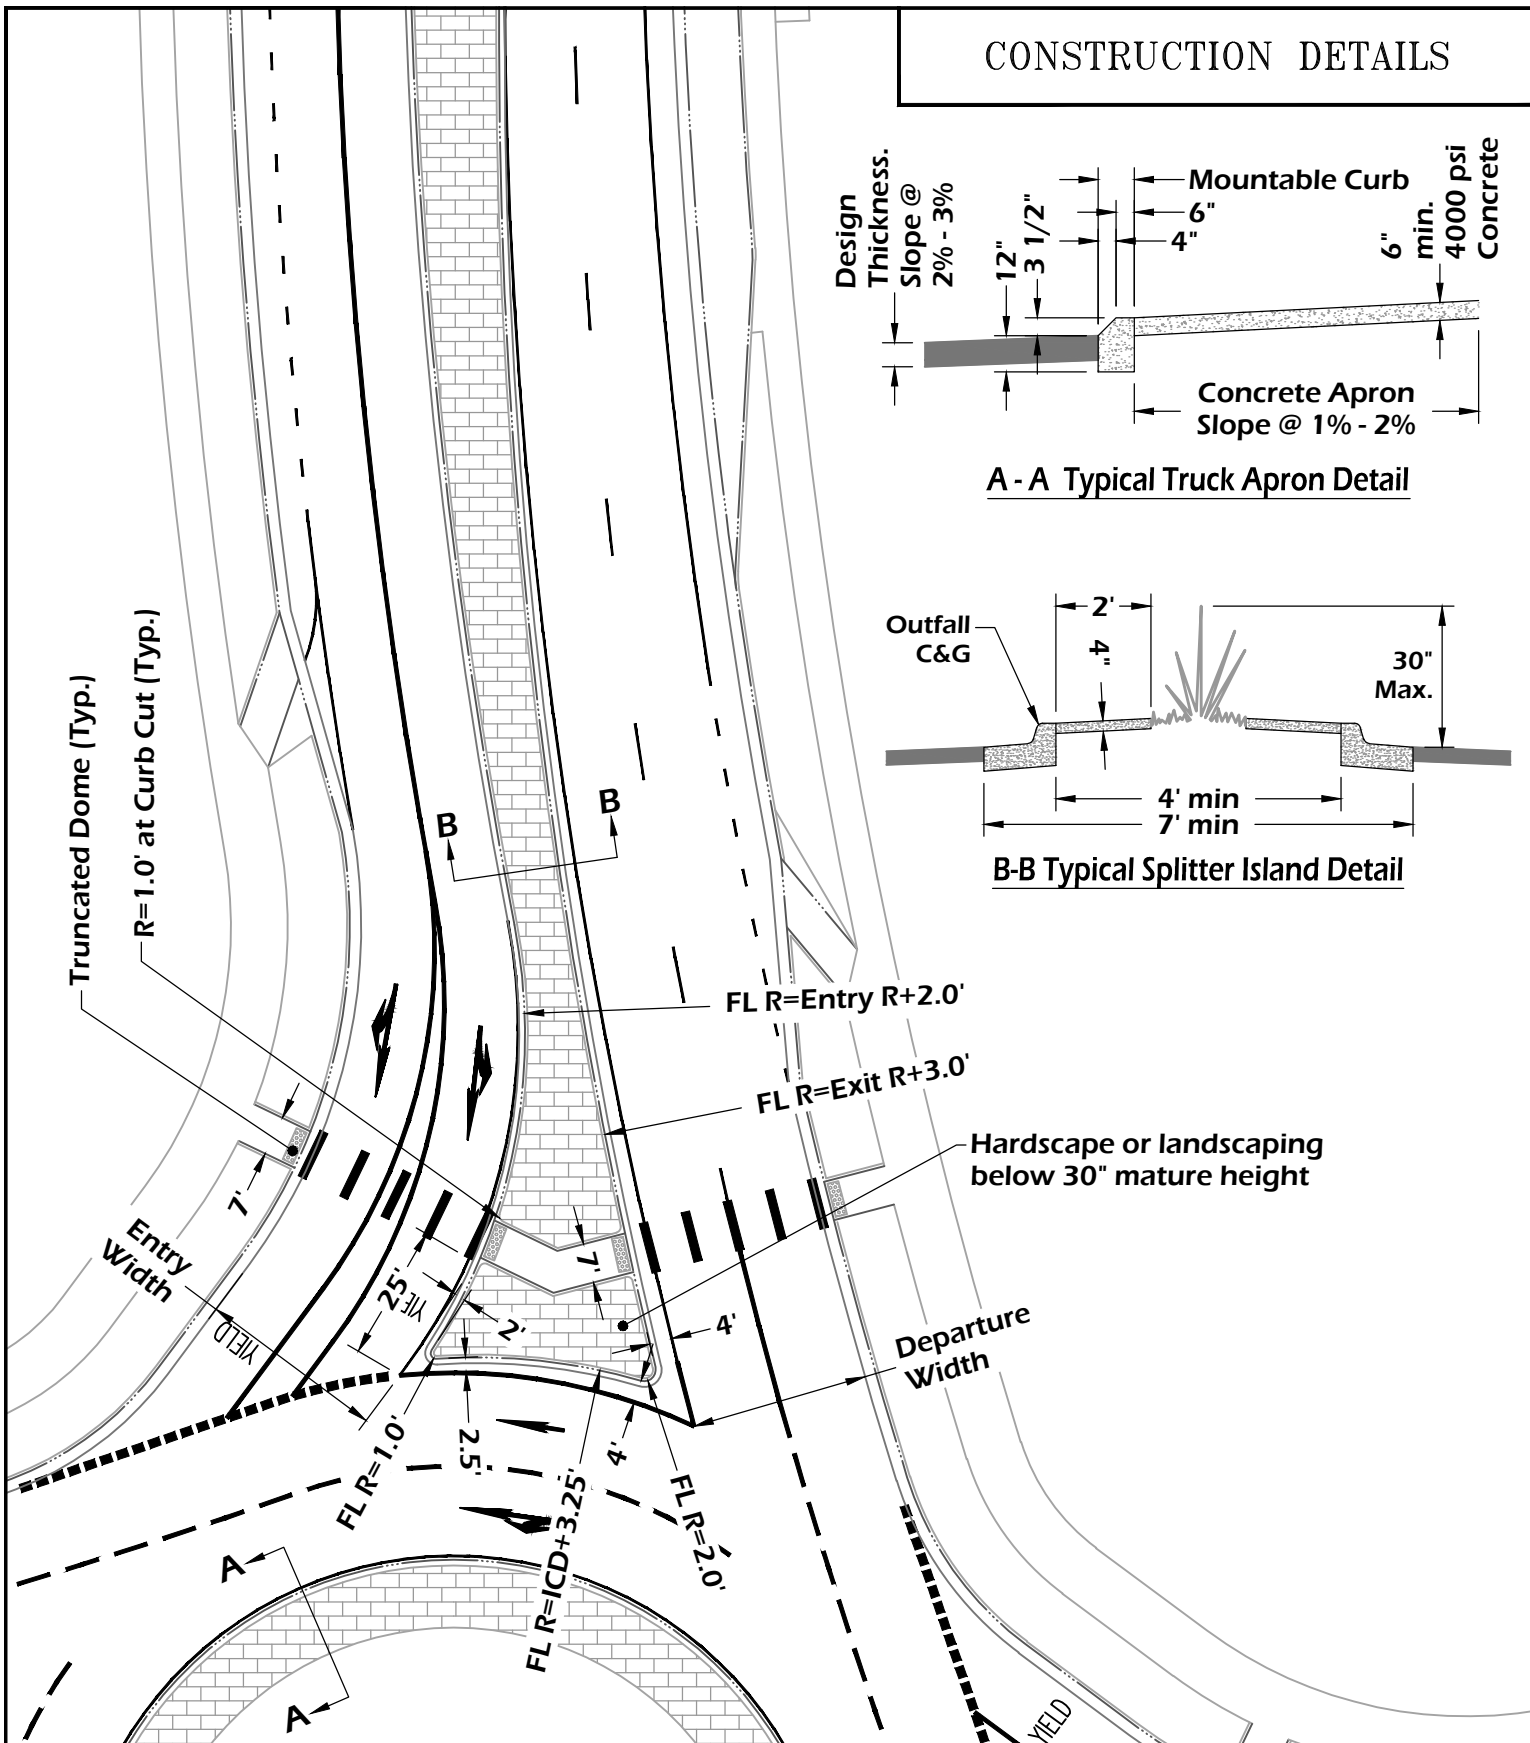 CONSTRUCTION DETAILS
Design
Thickness.
Slope @
2% - 3%
12"
3 1/2"
Mountable Curb
6"
4"
6"
min.
4000 psi
Concrete
Concrete Apron
Slope @ 1% - 2%
A - A Typical Truck Apron Detail
Outfall
C&G
2'
4"
30"
Max.
4' min
7' min
B-B Typical Splitter Island Detail
Truncated Dome (Typ.)
R=1.0' at Curb Cut (Typ.)
B
B
FL R=Entry R+2.0'
FL R=Exit R+3.0'
Hardscape or landscaping
below 30" mature height
7'
Entry
Width
YIELD
25'
YIELD
2'
7'
4'
Departure
Width
FL R=1.0'
2.5'
FL R=ICD+3.25'
4'
FL R=2.0'
A
A
YIELD